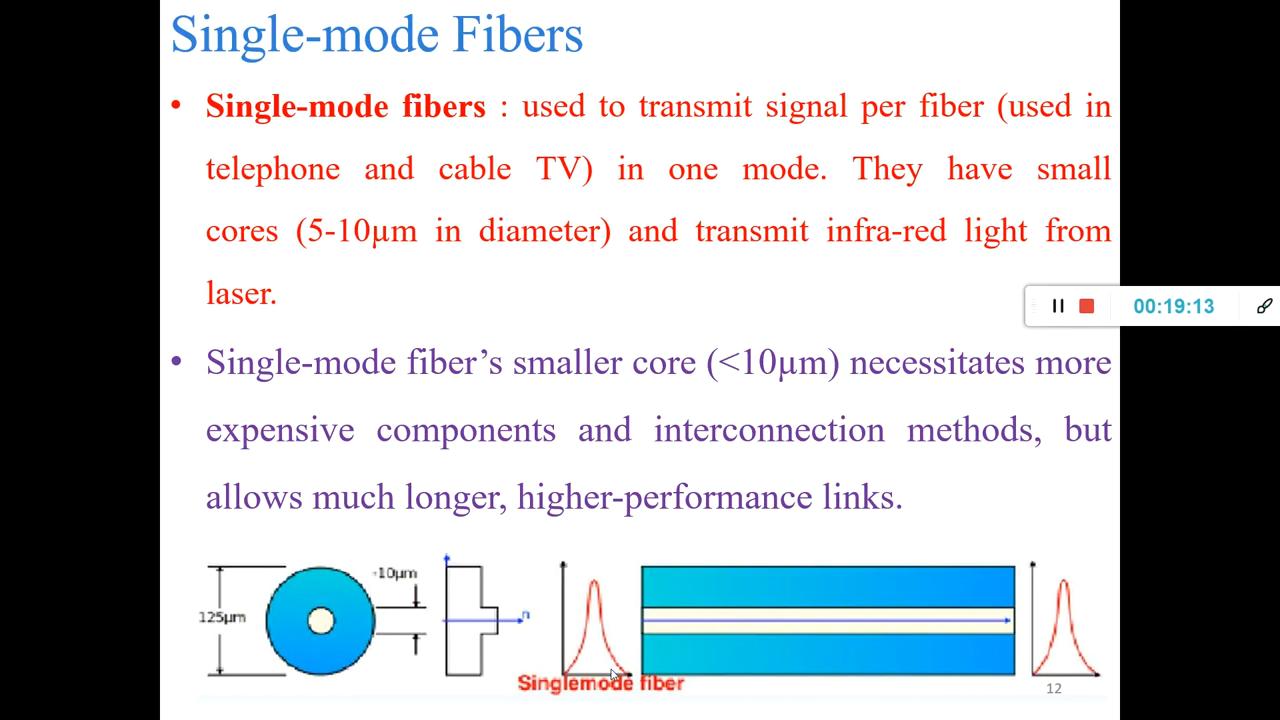 Single-mode Fibers
• Single-mode fibers : used to transmit signal per fiber (used in
telephone and cable TV) in one mode. They have small
cores (5-10µm in diameter) and transmit infra-red light from
laser.
00:19:13
• Single-mode fiber’s smaller core (<10µm) necessitates more
expensive components and interconnection methods, but
allows much longer, higher-performance links.
125µm
10µm
n
Singlemode fiber
12